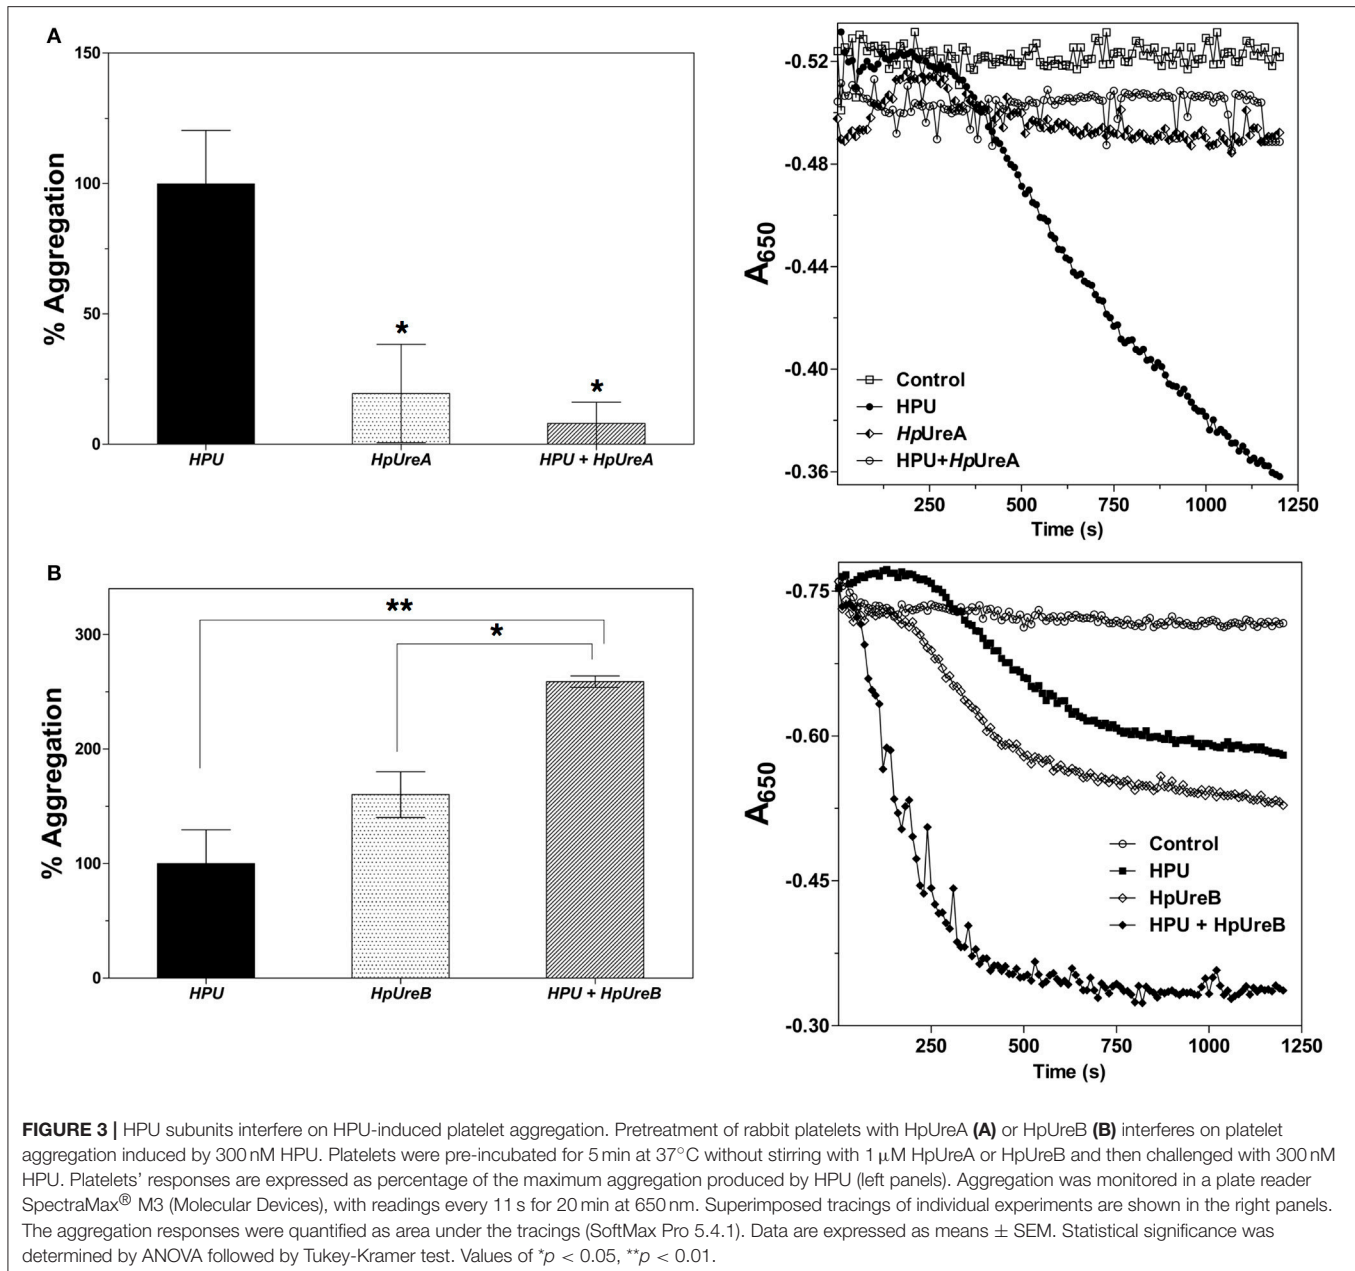 A
150
100
50
0
% Aggregation
HPU
HpUreA
HPU + HpUreA
*
*
-0.52
-0.48
-0.44
-0.40
-0.36
A650
Control
HPU
HpUreA
HPU+HpUreA
250
500
750
1000
1250
Time (s)
B
300
200
100
0
% Aggregation
**
*
HPU
HpUreB
HPU + HpUreB
-0.75
-0.60
-0.45
-0.30
A650
Control
HPU
HpUreB
HPU + HpUreB
250
500
750
1000
1250
Time (s)
FIGURE 3 | HPU subunits interfere on HPU-induced platelet aggregation. Pretreatment of rabbit platelets with HpUreA (A) or HpUreB (B) interferes on platelet
aggregation induced by 300 nM HPU. Platelets were pre-incubated for 5 min at 37°C without stirring with 1 μM HpUreA or HpUreB and then challenged with 300 nM
HPU. Platelets' responses are expressed as percentage of the maximum aggregation produced by HPU (left panels). Aggregation was monitored in a plate reader
SpectraMax® M3 (Molecular Devices), with readings every 11 s for 20 min at 650 nm. Superimposed tracings of individual experiments are shown in the right panels.
The aggregation responses were quantified as area under the tracings (SoftMax Pro 5.4.1). Data are expressed as means ± SEM. Statistical significance was
determined by ANOVA followed by Tukey-Kramer test. Values of *p < 0.05, **p < 0.01.